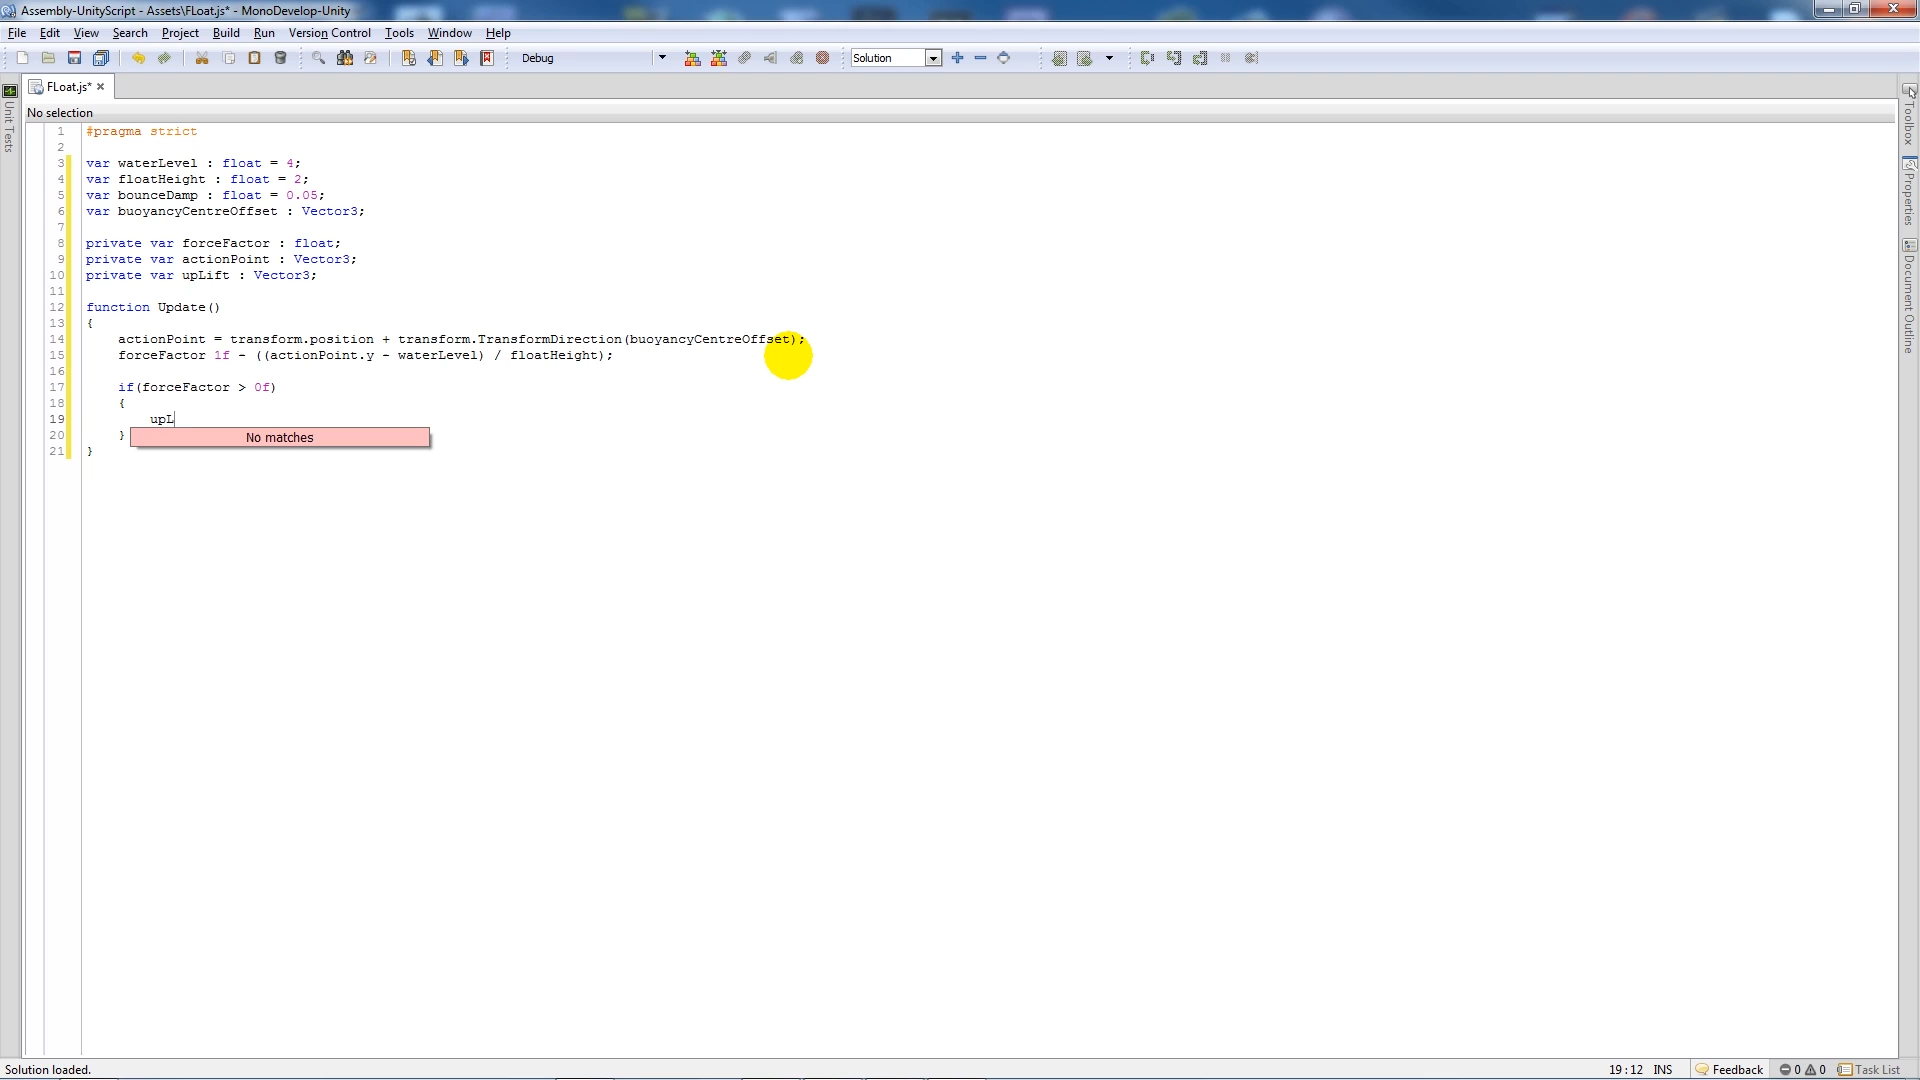 Assembly-UnityScript - Assets\FLoat.js* - MonoDevelop-Unity
File Edit View Search Project Build Run Version Control Tools Window Help
Debug Solution
FLoat.js*
No selection
1 #pragma strict
2
3 var waterLevel : float = 4;
4 var floatHeight : float = 2;
5 var bounceDamp : float = 0.05;
6 var buoyancyCentreOffset : Vector3;
7
8 private var forceFactor : float;
9 private var actionPoint : Vector3;
10 private var upLift : Vector3;
11
12 function Update()
13 {
14 actionPoint = transform.position + transform.TransformDirection(buoyancyCentreOffset);
15 forceFactor 1f - ((actionPoint.y - waterLevel) / floatHeight);
16
17 if(forceFactor > 0f)
18 {
19 upL
20 }
No matches
21 }
Unit Tests
Toolbox
Properties
Document Outline
Solution loaded. 19 : 12 INS Feedback 0 0 Task List